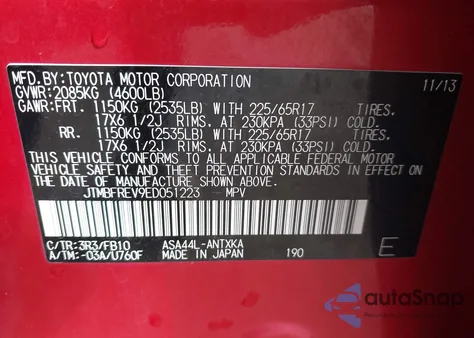 MFD.BY:TOYOTA MOTOR CORPORATION 11/13
GVWR: 2085KG (4600LB)
GAWR:FRT. 1150KG (2535LB) WITH 225/65R17 TIRES.
17X6 1/2J RIMS. AT 230KPA (33PSI) COLD.
RR. 1150KG (2535LB) WITH 225/65R17 TIRES.
17X6 1/2J RIMS. AT 230KPA (33PSI) COLD.
THIS VEHICLE CONFORMS TO ALL APPLICABLE FEDERAL MOTOR
VEHICLE SAFETY, BUMPER, AND THEFT PREVENTION STANDARDS
IN EFFECT ON THE DATE OF MANUFACTURE SHOWN ABOVE.
JTMBFREV9ED051223 MPV
C/TR:3R3/FB10 ASA44L-ANTXKA
A/TM:-03A/U760F MADE IN JAPAN 190 E
autaSnap